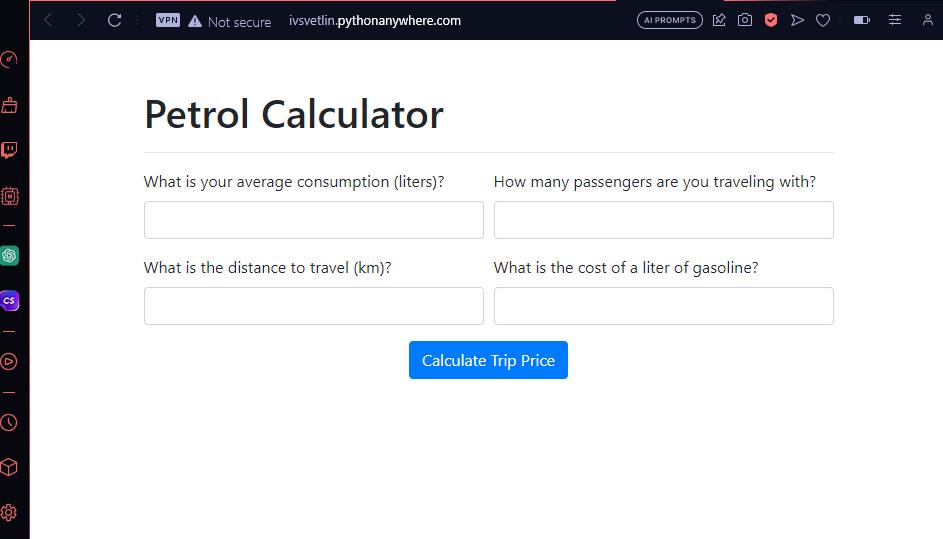 VPN Not secure ivsvetlin.pythonanywhere.com AI PROMPTS
Petrol Calculator
What is your average consumption (liters)? How many passengers are you traveling with?
What is the distance to travel (km)? What is the cost of a liter of gasoline?
Calculate Trip Price
CS